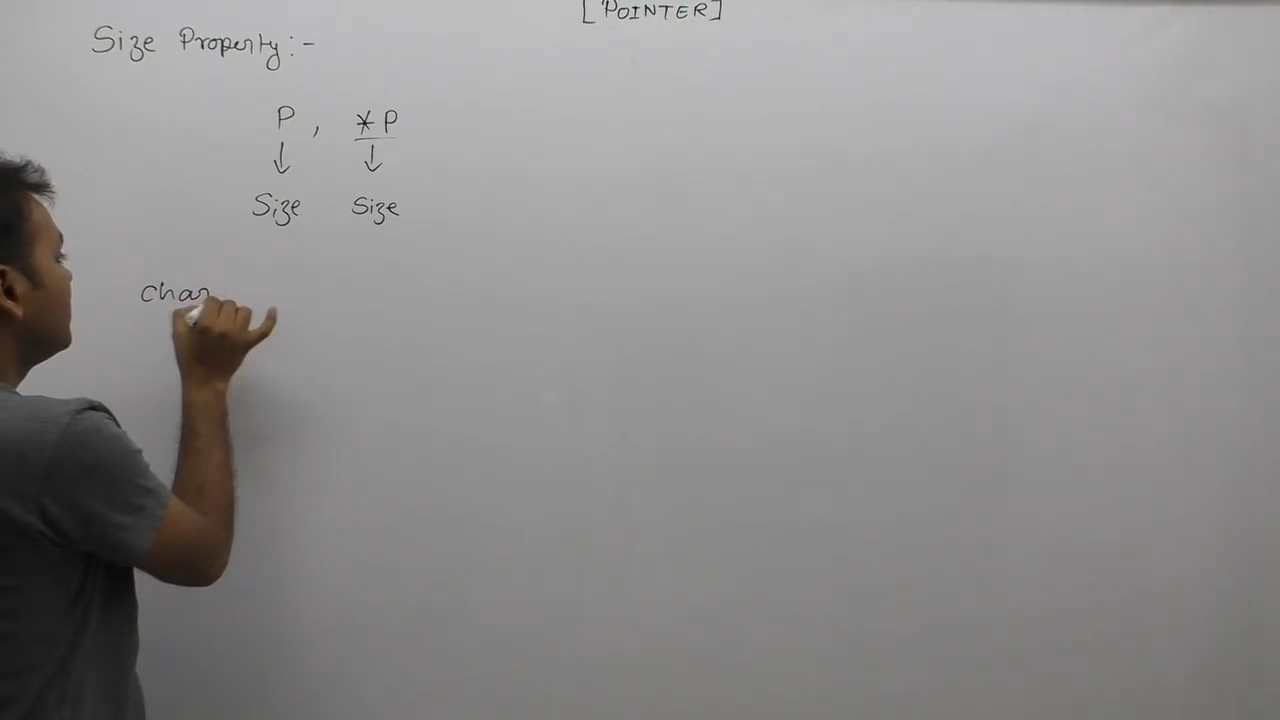 [POINTER]
Size Property:-
P, *P
↓ ↓
Size Size
char